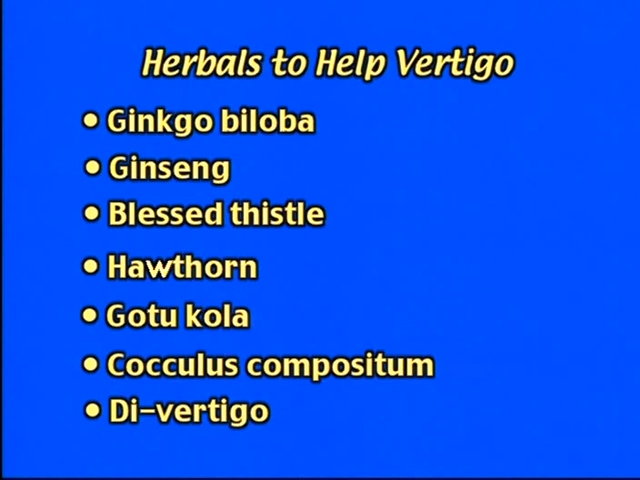 Herbals to Help Vertigo
• Ginkgo biloba
• Ginseng
• Blessed thistle
• Hawthorn
• Gotu kola
• Cocculus compositum
• Di-vertigo